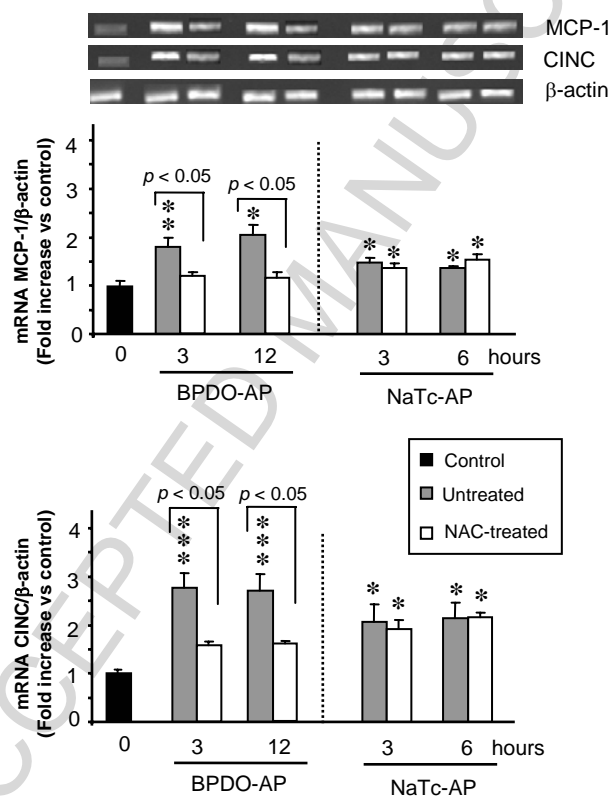 MCP-1
CINC
β-actin
mRNA MCP-1/β-actin
(Fold increase vs control)
4
3
2
1
0
p < 0.05
p < 0.05
* *
*
*
*
*
*
0
3
12
3
6
hours
BPDO-AP
NaTc-AP
Control
Untreated
NAC-treated
mRNA CINC/β-actin
(Fold increase vs control)
4
3
2
1
0
p < 0.05
p < 0.05
* * *
* * *
*
*
*
*
0
3
12
3
6
hours
BPDO-AP
NaTc-AP
CCEPTED MANUSC